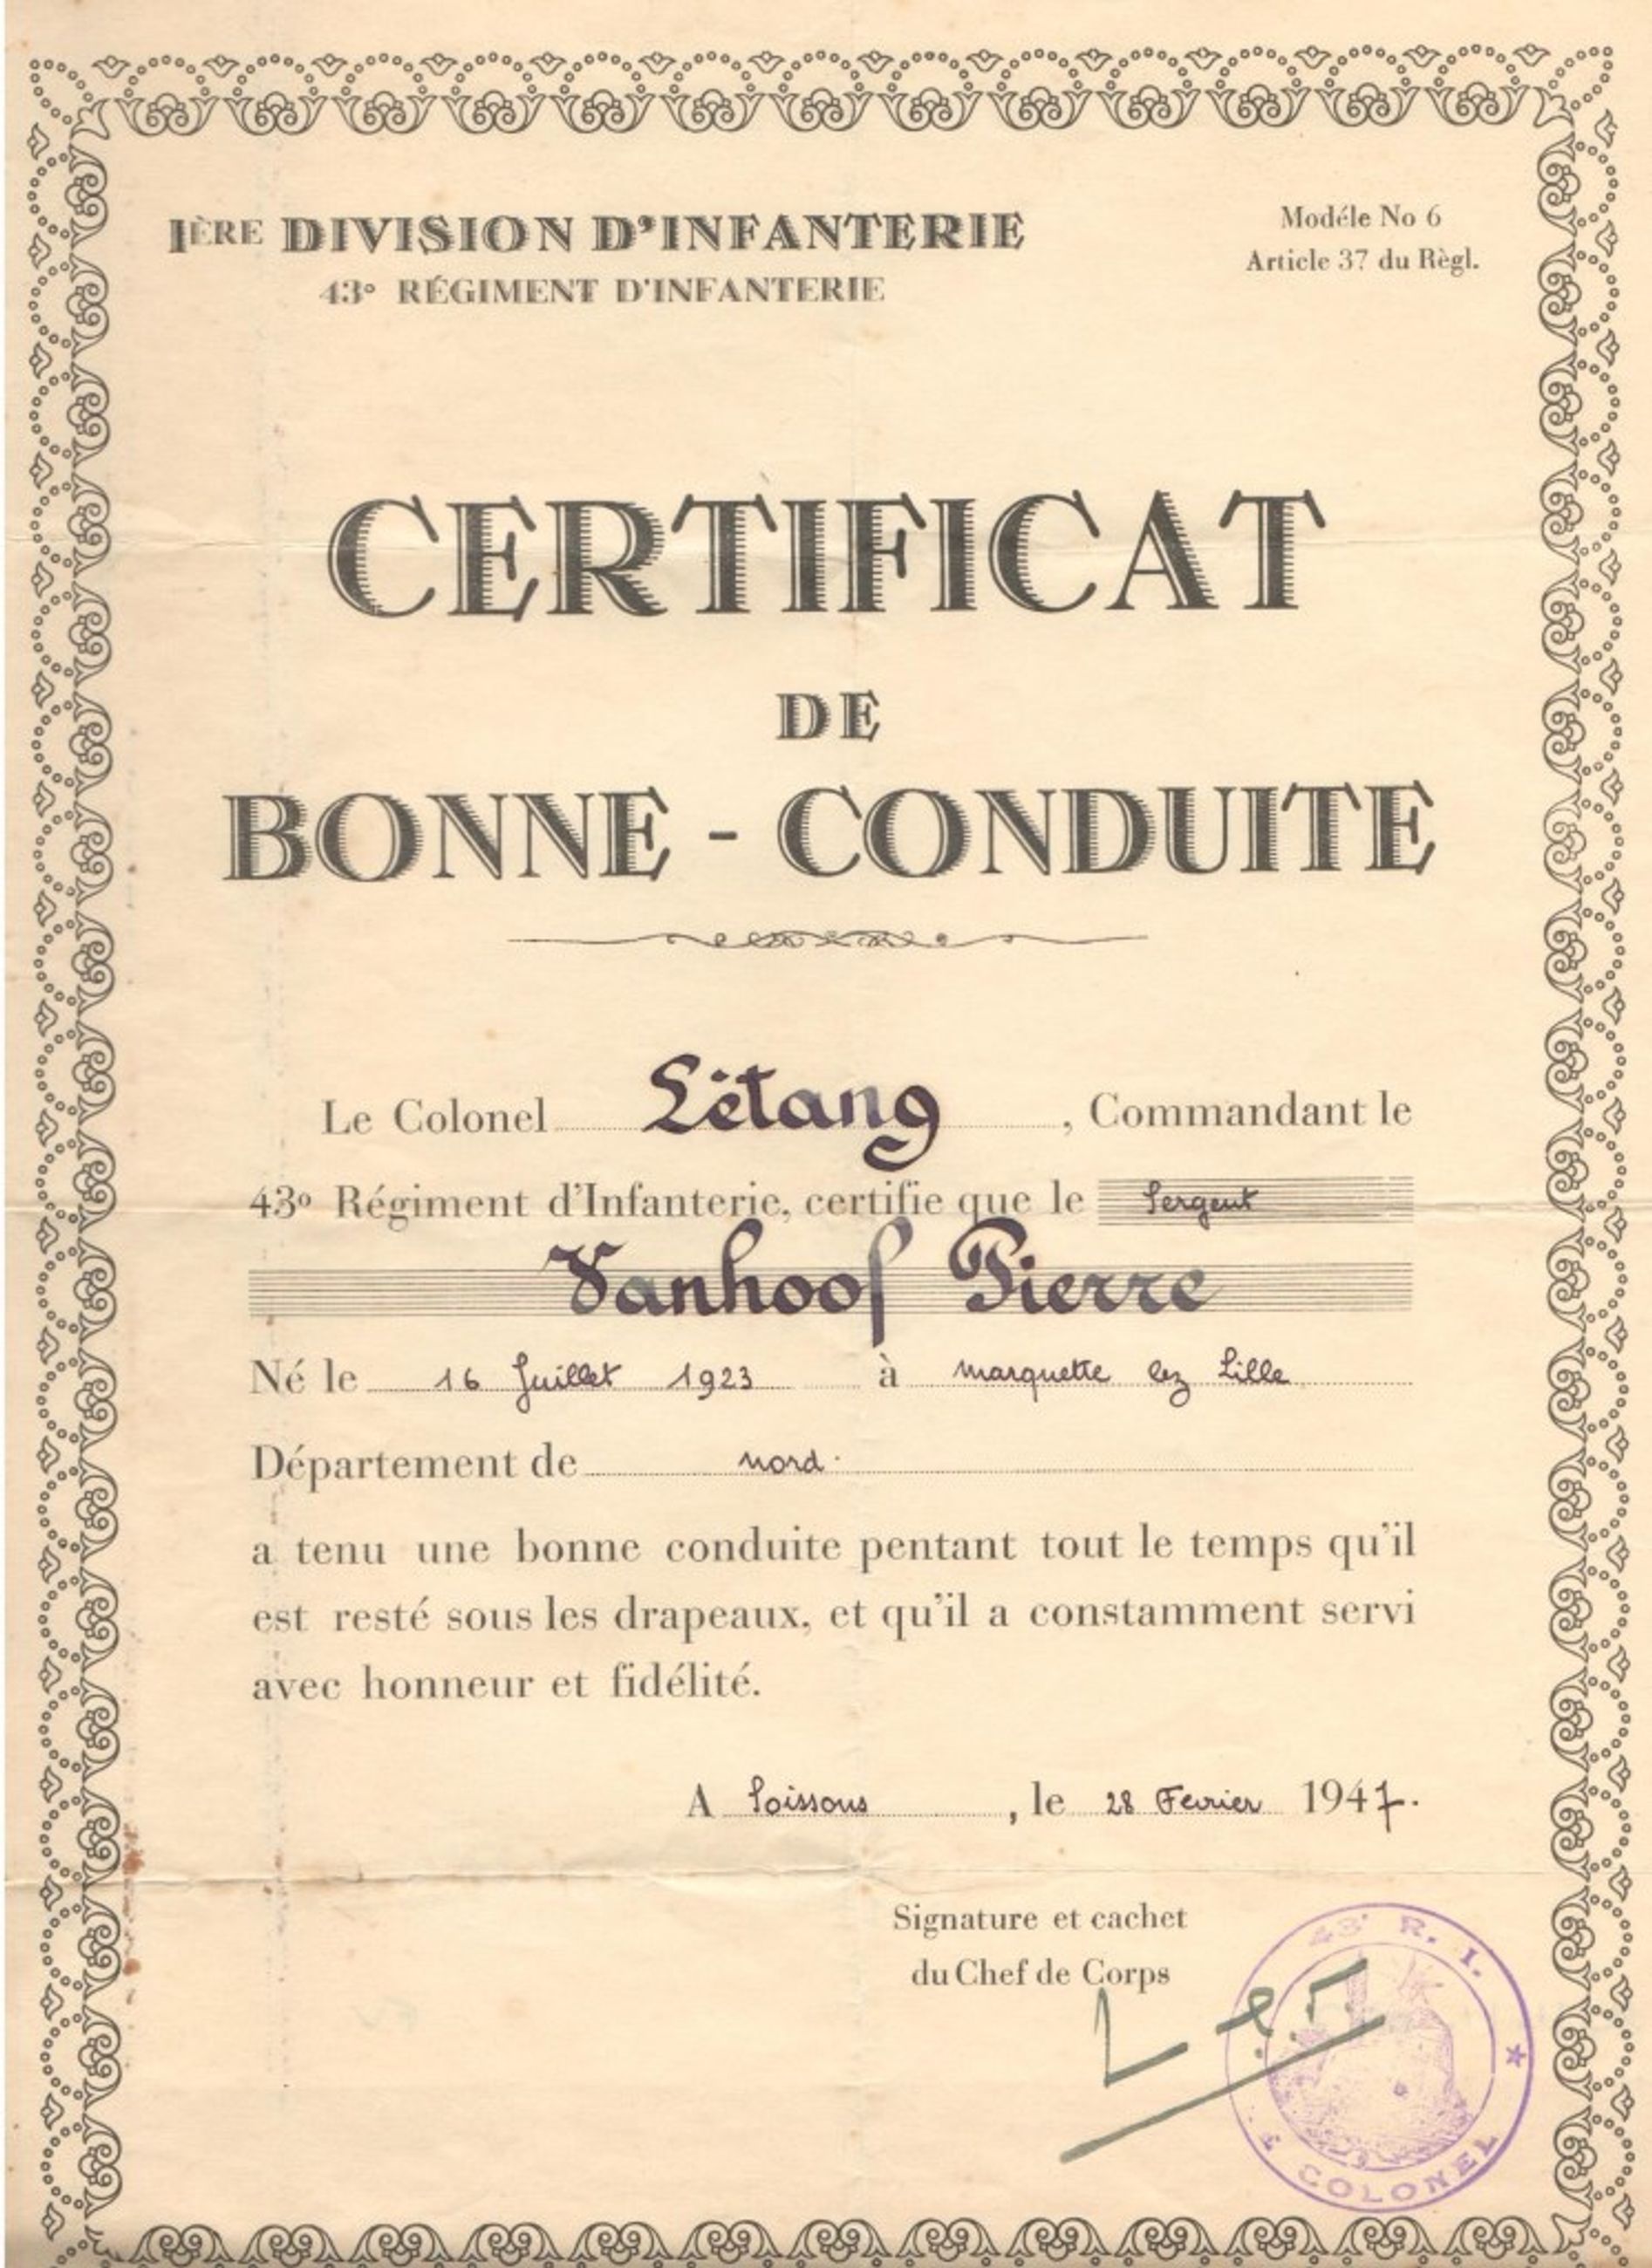 1ÈRE DIVISION D'INFANTERIE
43e RÉGIMENT D'INFANTERIE
Modéle No 6
Article 37 du Règl.
CERTIFICAT
DE
BONNE - CONDUITE
Le Colonel Létang, Commandant le
43o Régiment d'Infanterie, certifie que le Sergent
Vanhoof Pierre
Né le 16 Juillet 1923 à Marquette lez Lille
Département de Nord.
a tenu une bonne conduite pentant tout le temps qu'il
est resté sous les drapeaux, et qu'il a constamment servi
avec honneur et fidélité.
A Soissons, le 28 Fevrier 1947.
Signature et cachet
du Chef de Corps
43e R. I.
COLONEL